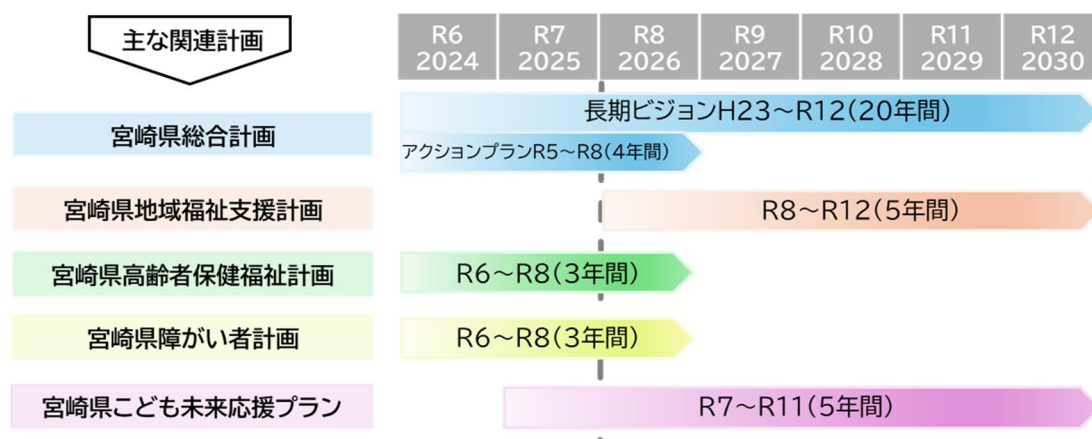 主な関連計画
R6 R7 R8 R9 R10 R11 R12
2024 2025 2026 2027 2028 2029 2030
宮崎県総合計画
長期ビジョンH23～R12(20年間)
アクションプランR5～R8(4年間)
宮崎県地域福祉支援計画
R8～R12(5年間)
宮崎県高齢者保健福祉計画
R6～R8(3年間)
宮崎県障がい者計画
R6～R8(3年間)
宮崎県こども未来応援プラン
R7～R11(5年間)